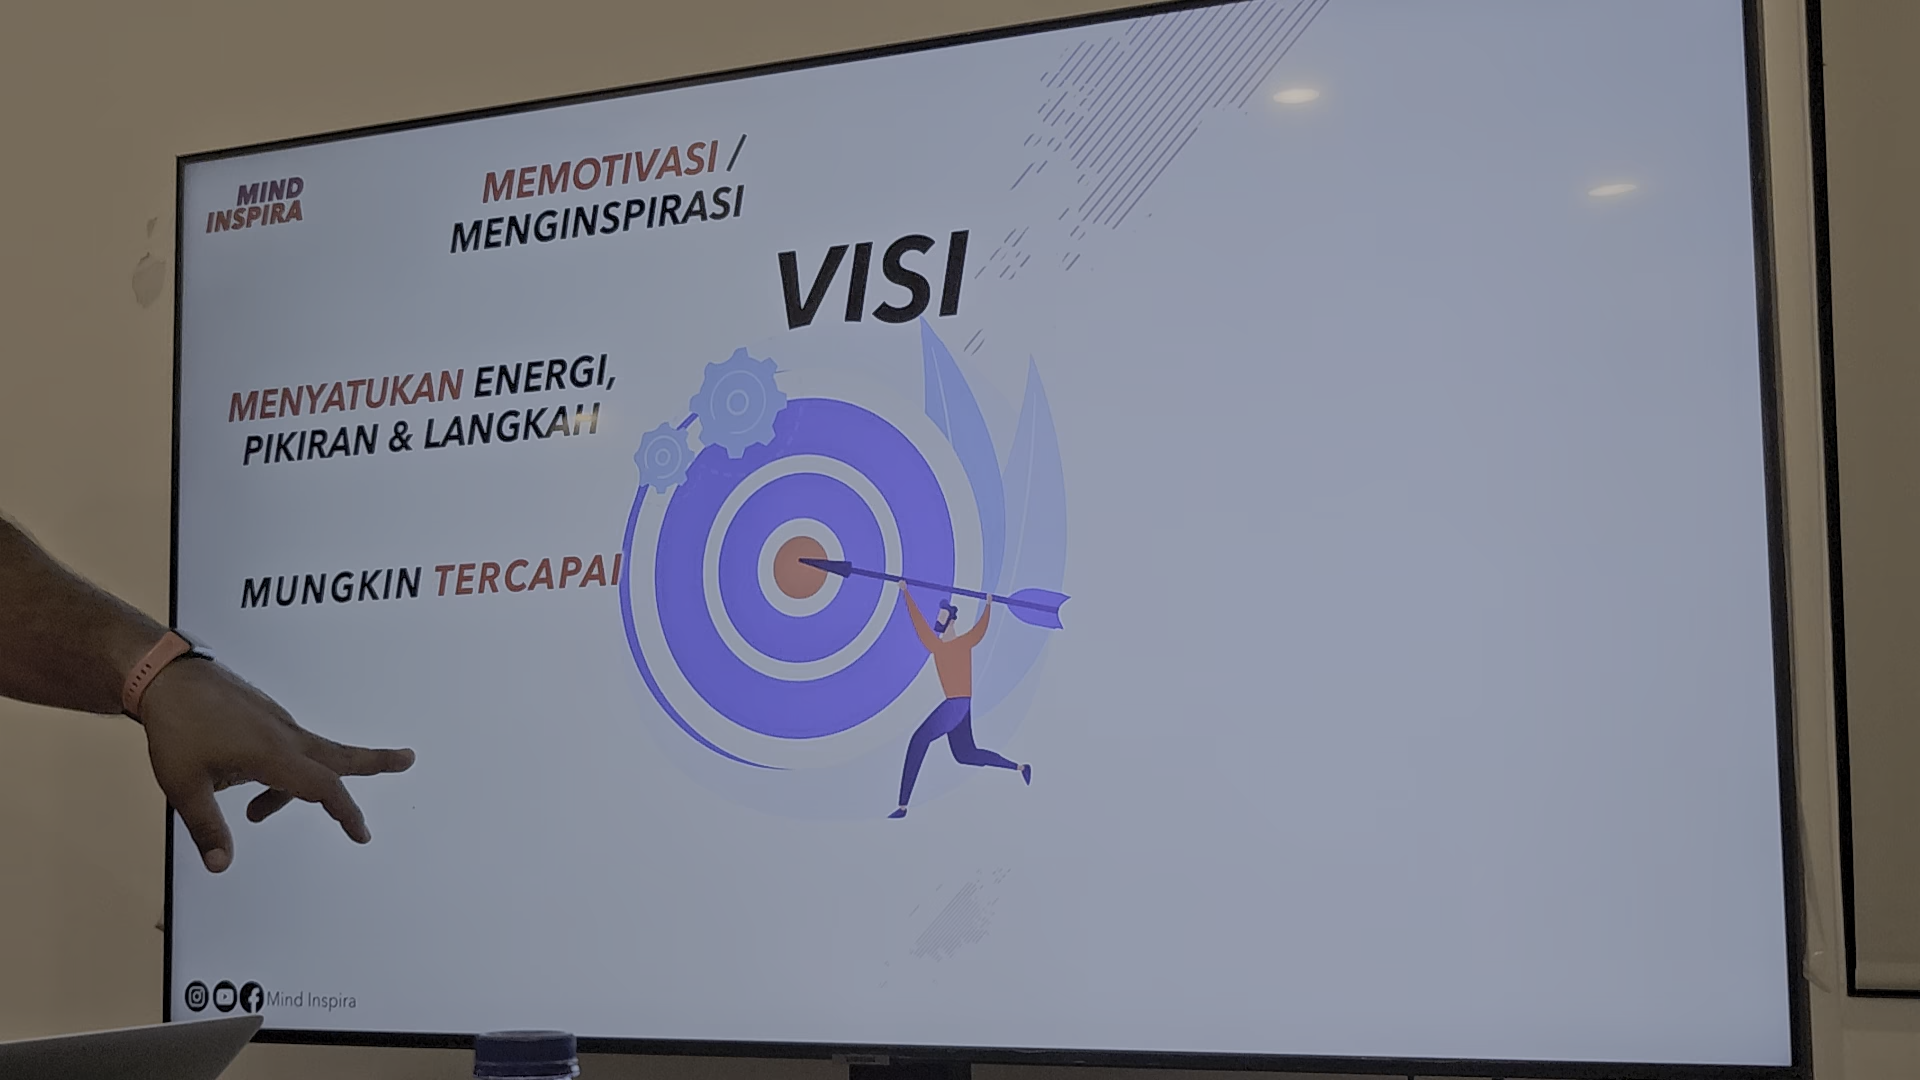 MIND
INSPIRA
MEMOTIVASI /
MENGINSPIRASI
VISI
MENYATUKAN ENERGI,
PIKIRAN & LANGKAH
MUNGKIN TERCAPAI
Mind Inspira